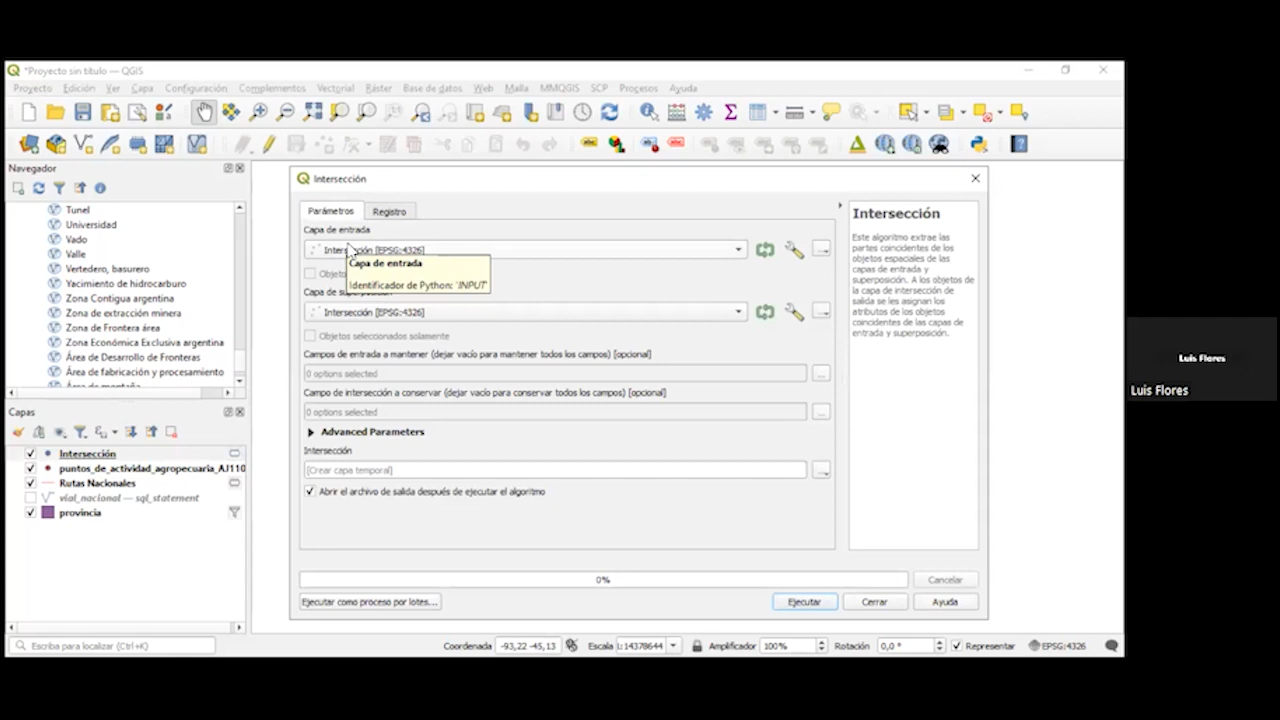 *Proyecto sin título — QGIS
Proyecto Edición Ver Capa Configuración Complementos Vectorial Ráster Base de datos Web Malla MMQGIS SCP Procesos Ayuda
Navegador
Tunel
Universidad
Vado
Valle
Vertedero, basurero
Yacimiento de hidrocarburo
Zona Contigua argentina
Zona de extracción minera
Zona de Frontera área
Zona Económica Exclusiva argentina
Área de Desarrollo de Fronteras
Área de fabricación y procesamiento
Área de montaña
Capas
Intersección
puntos_de_actividad_agropecuaria_AJ110
Rutas Nacionales
vial_nacional — sql_statement
provincia
Intersección
Parámetros Registro
Capa de entrada
Intersección [EPSG:4326]
Capa de entrada
Identificador de Python: 'INPUT'
Intersección [EPSG:4326]
Objetos seleccionados solamente
Campos de entrada a mantener (dejar vacío para mantener todos los campos) [opcional]
0 options selected
...
Campo de intersección a conservar (dejar vacío para conservar todos los campos) [opcional]
0 options selected
...
Advanced Parameters
Intersección
[Crear capa temporal]
Abrir el archivo de salida después de ejecutar el algoritmo
Intersección
Este algoritmo extrae las
partes coincidentes de los
objetos espaciales de las
capas de entrada y
superposición. A los objetos de
la capa de intersección de
salida se les asignan los
atributos de los objetos
coincidentes de las capas de
entrada y superposición.
0%
Cancelar
Ejecutar como proceso por lotes...
Ejecutar Cerrar Ayuda
Escriba para localizar (Ctrl+K)
Coordenada -93,22 -45,13 Escala 1:14378644 Amplificador 100% Rotación 0,0 ° Representar EPSG:4326
Luis Flores
Luis Flores